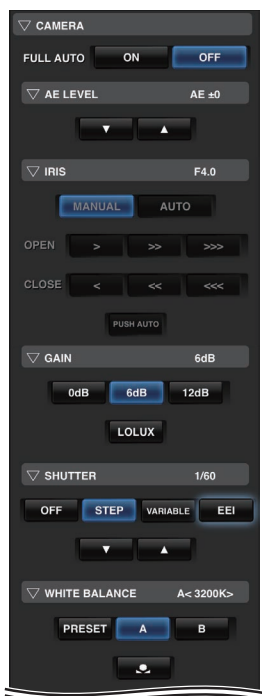 ▽ CAMERA
FULL AUTO ON OFF
▽ AE LEVEL AE ±0
▼ ▲
▽ IRIS F4.0
MANUAL AUTO
OPEN > >> >>>
CLOSE < << <<<
PUSH AUTO
▽ GAIN 6dB
0dB 6dB 12dB
LOLUX
▽ SHUTTER 1/60
OFF STEP VARIABLE EEI
▼ ▲
▽ WHITE BALANCE A< 3200K>
PRESET A B